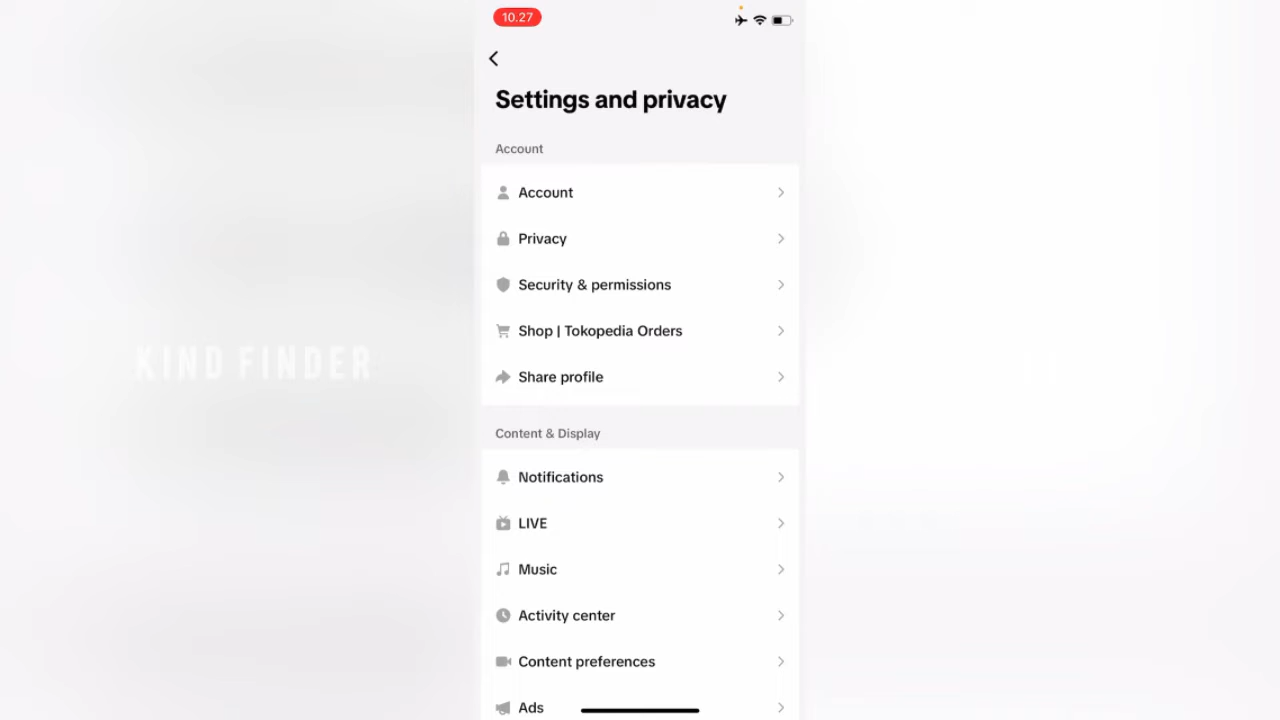 10.27
Settings and privacy
Account
Account
Privacy
Security & permissions
Shop | Tokopedia Orders
Share profile
KIND FINDER
Content & Display
Notifications
LIVE
Music
Activity center
Content preferences
Ads